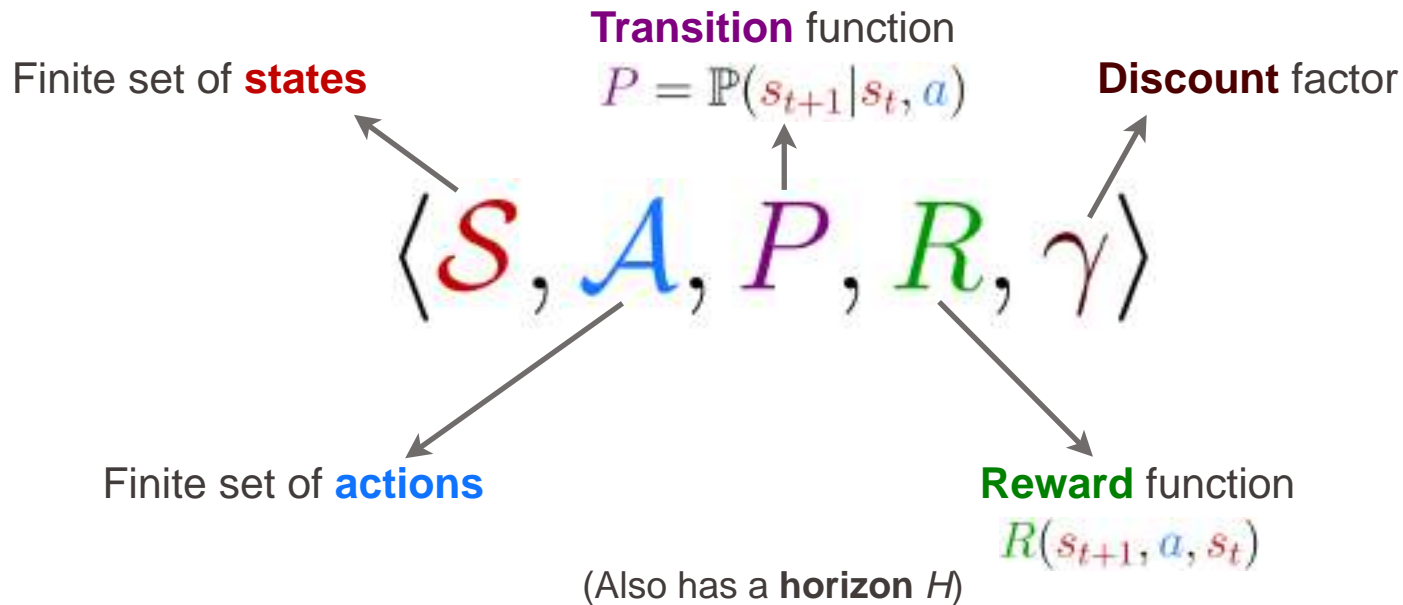 Transition function
Finite set of states
P = ℙ(s_{t+1}|s_t, a)
Discount factor
⟨𝒮, 𝒜, P, R, γ⟩
Finite set of actions
Reward function
R(s_{t+1}, a, s_t)
(Also has a horizon H)